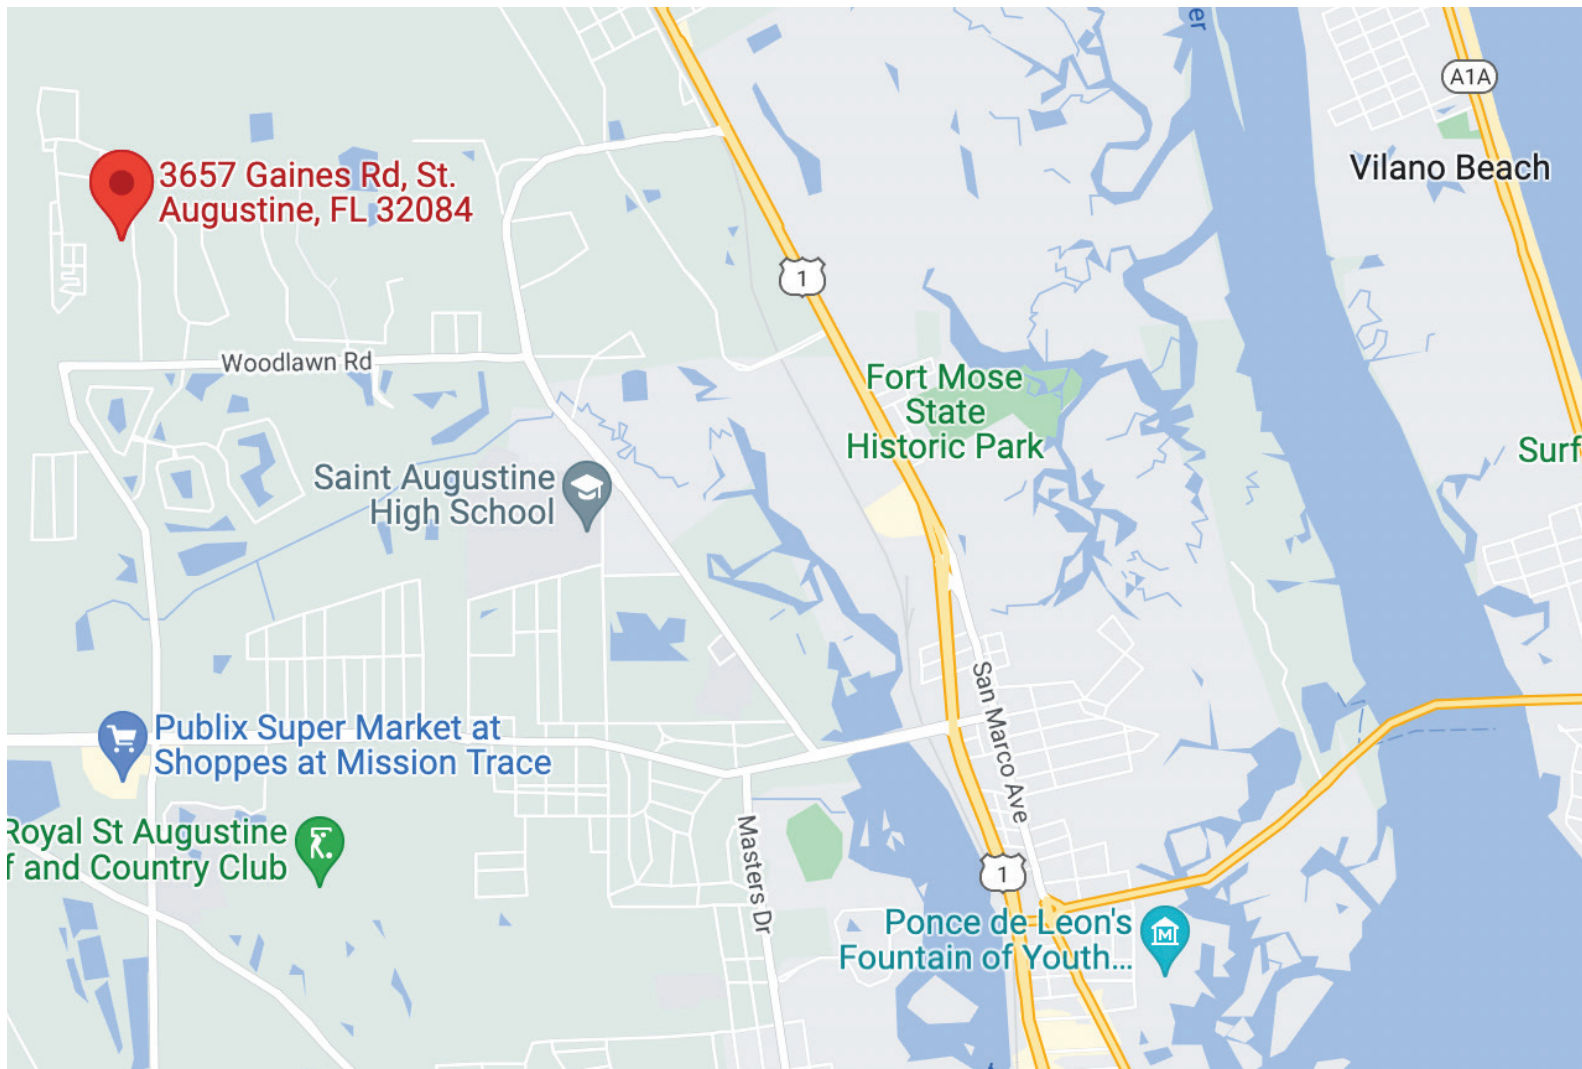 er
A1A
3657 Gaines Rd, St.
Augustine, FL 32084
Vilano Beach
1
Woodlawn Rd
Fort Mose
State
Historic Park
Surf
Saint Augustine
High School
San Marco Ave
Publix Super Market at
Shoppes at Mission Trace
Royal St Augustine
f and Country Club
Masters Dr
1
Ponce de Leon's
Fountain of Youth...